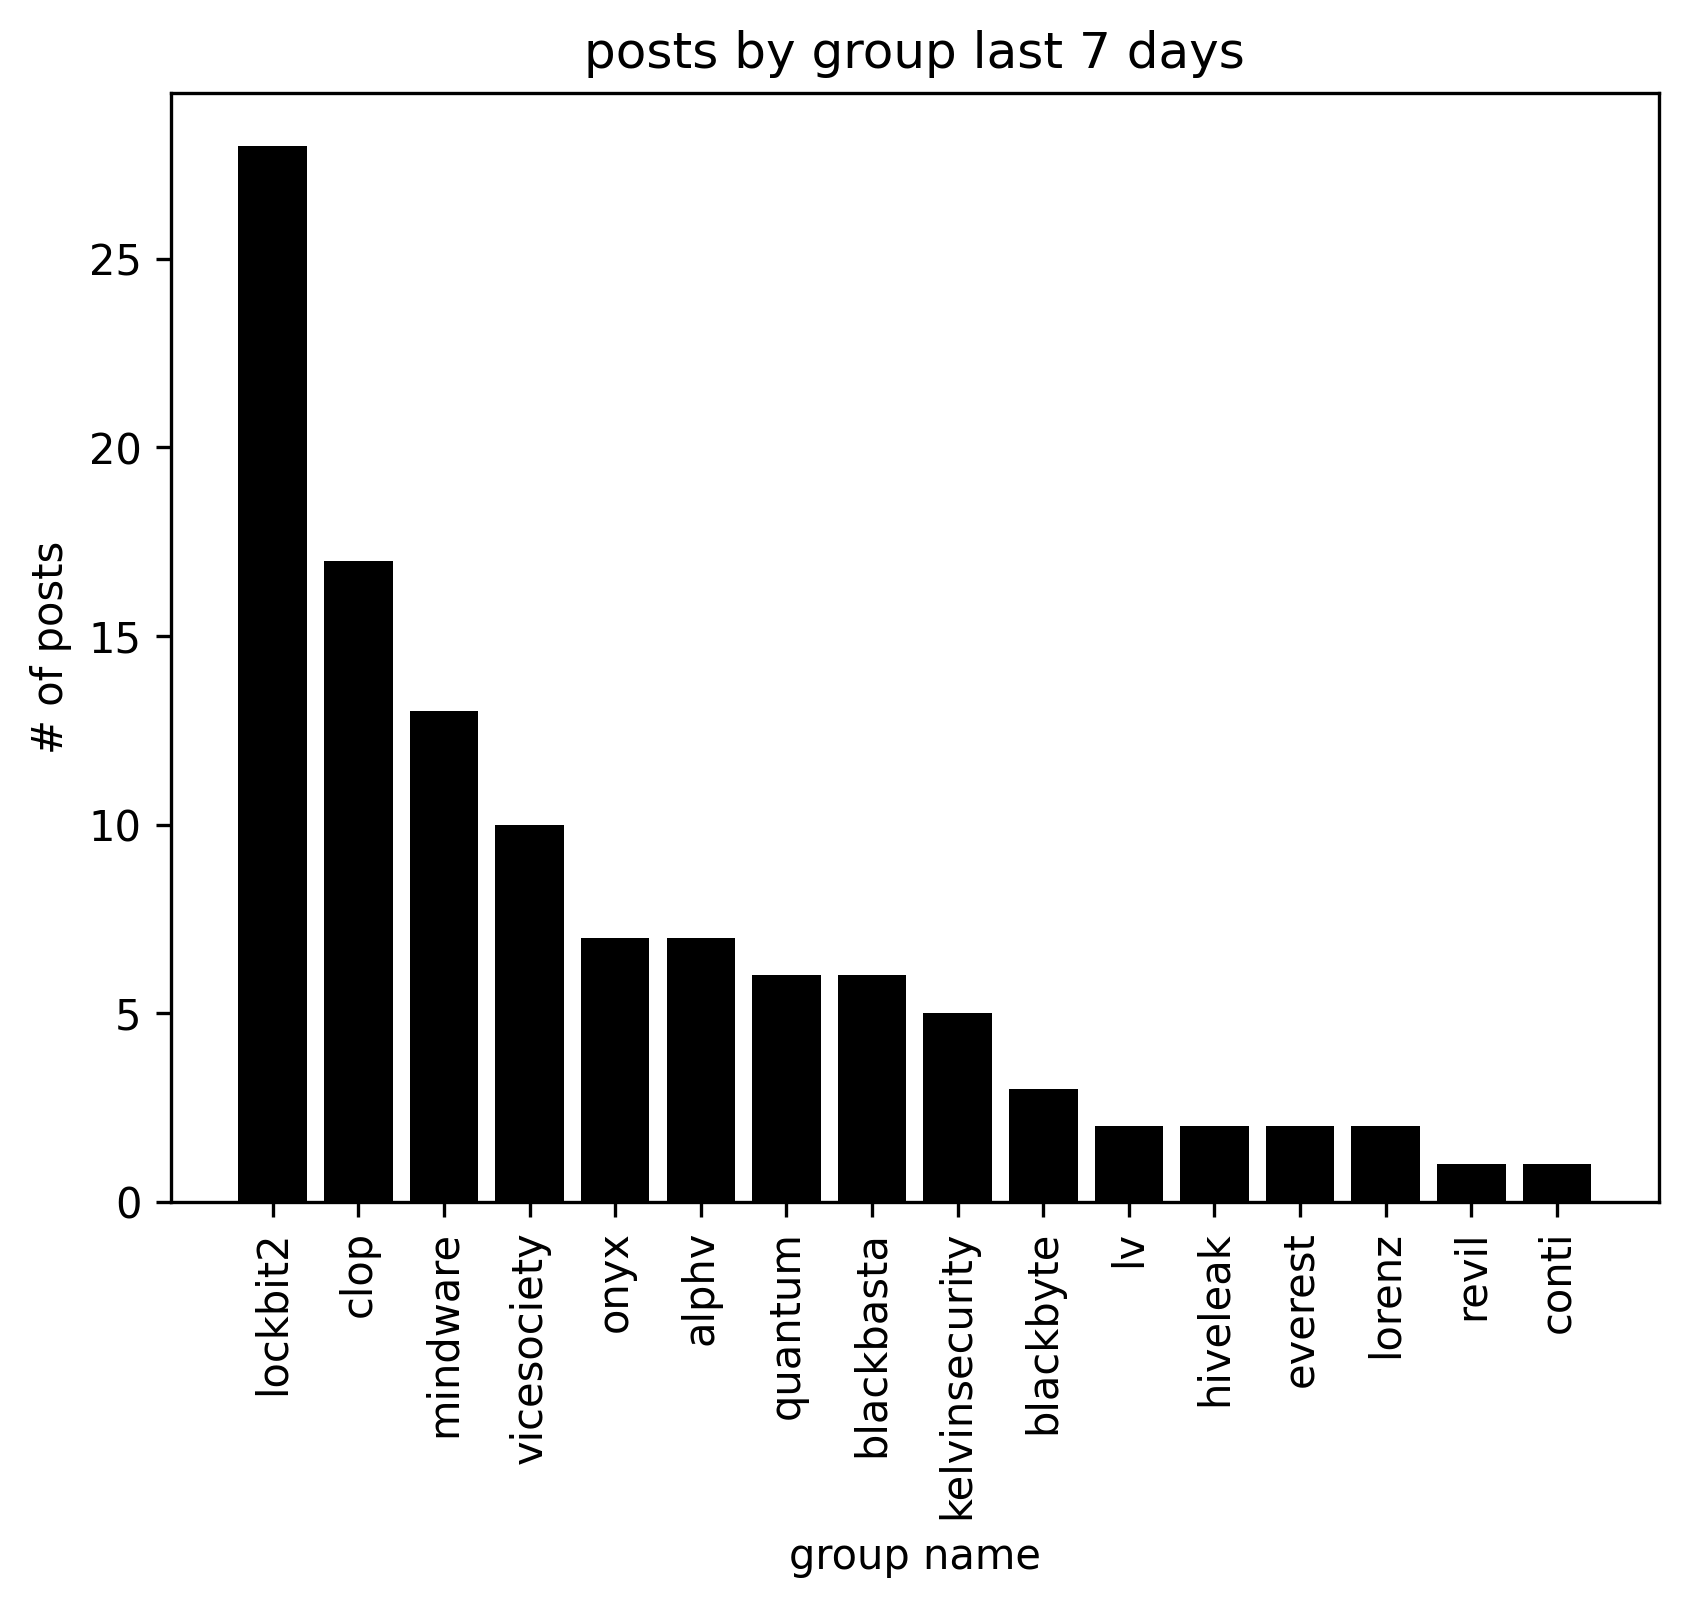 posts by group last 7 days
# of posts
25
20
15
10
5
0
lockbit2
clop
mindware
vicesociety
onyx
alphv
quantum
blackbasta
kelvinsecurity
blackbyte
lv
hiveleak
everest
lorenz
revil
conti
group name